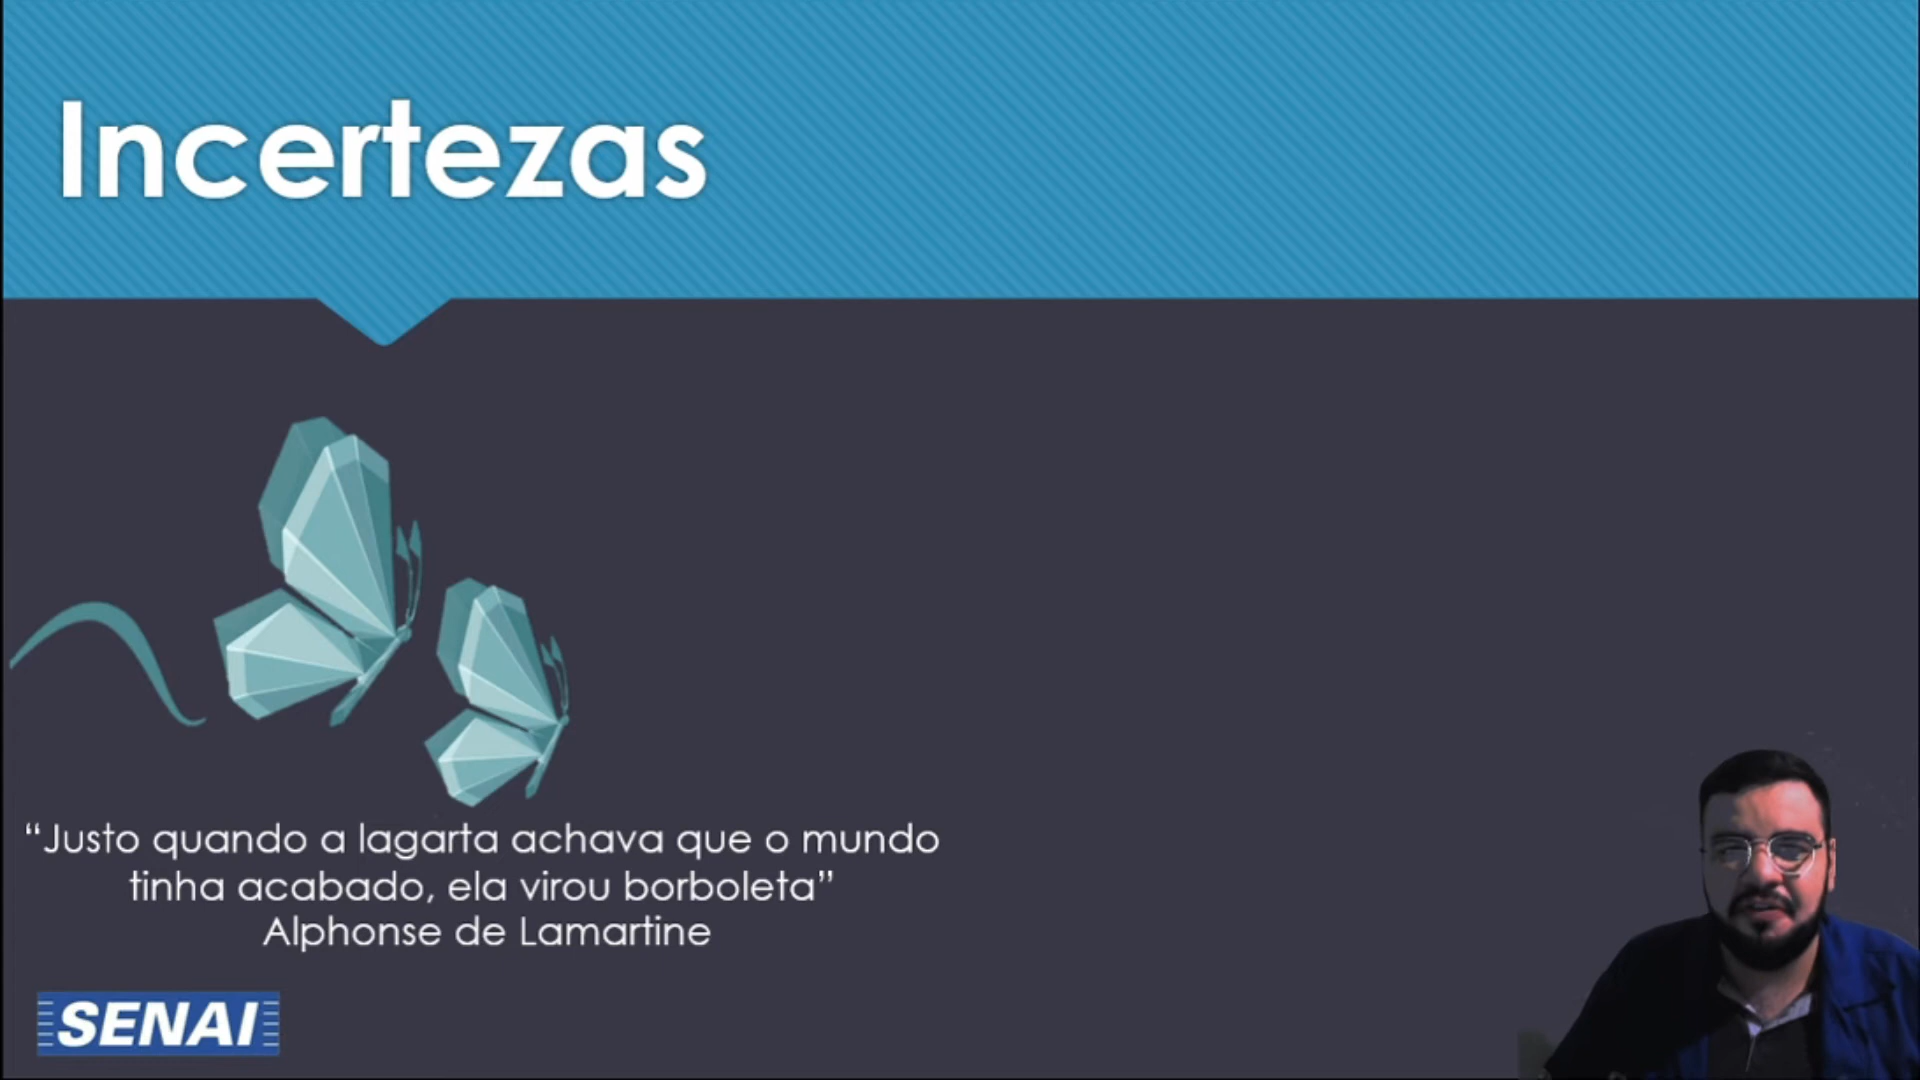 Incertezas
“Justo quando a lagarta achava que o mundo
tinha acabado, ela virou borboleta”
Alphonse de Lamartine
SENAI